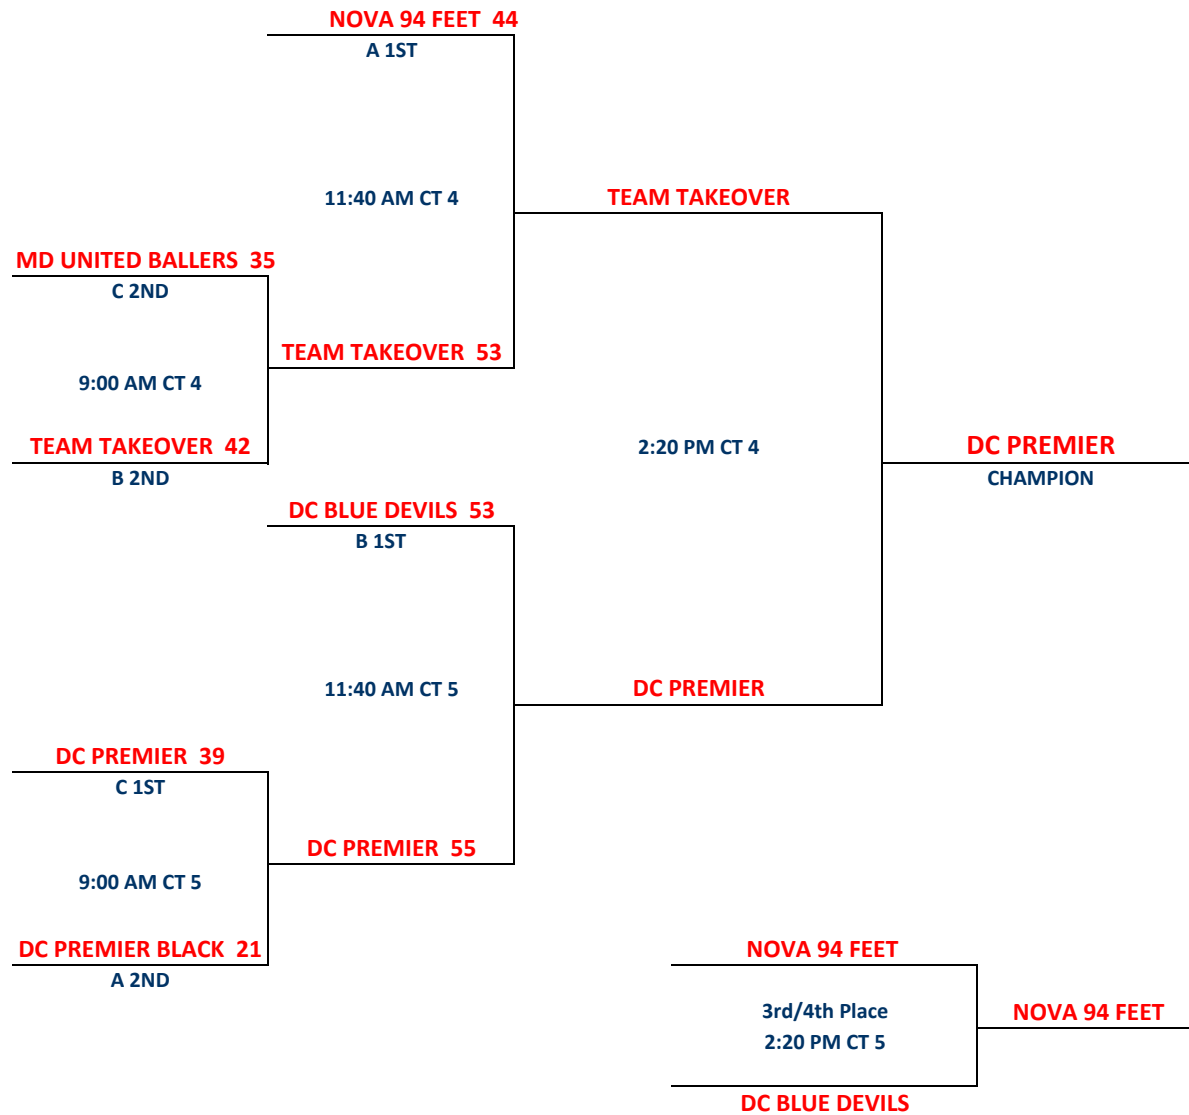 NOVA 94 FEET 44
A 1ST
11:40 AM CT 4
TEAM TAKEOVER
MD UNITED BALLERS 35
C 2ND
TEAM TAKEOVER 53
9:00 AM CT 4
TEAM TAKEOVER 42
B 2ND
2:20 PM CT 4
DC PREMIER
CHAMPION
DC BLUE DEVILS 53
B 1ST
11:40 AM CT 5
DC PREMIER
DC PREMIER 39
C 1ST
DC PREMIER 55
9:00 AM CT 5
DC PREMIER BLACK 21
A 2ND
NOVA 94 FEET
3rd/4th Place
2:20 PM CT 5
NOVA 94 FEET
DC BLUE DEVILS